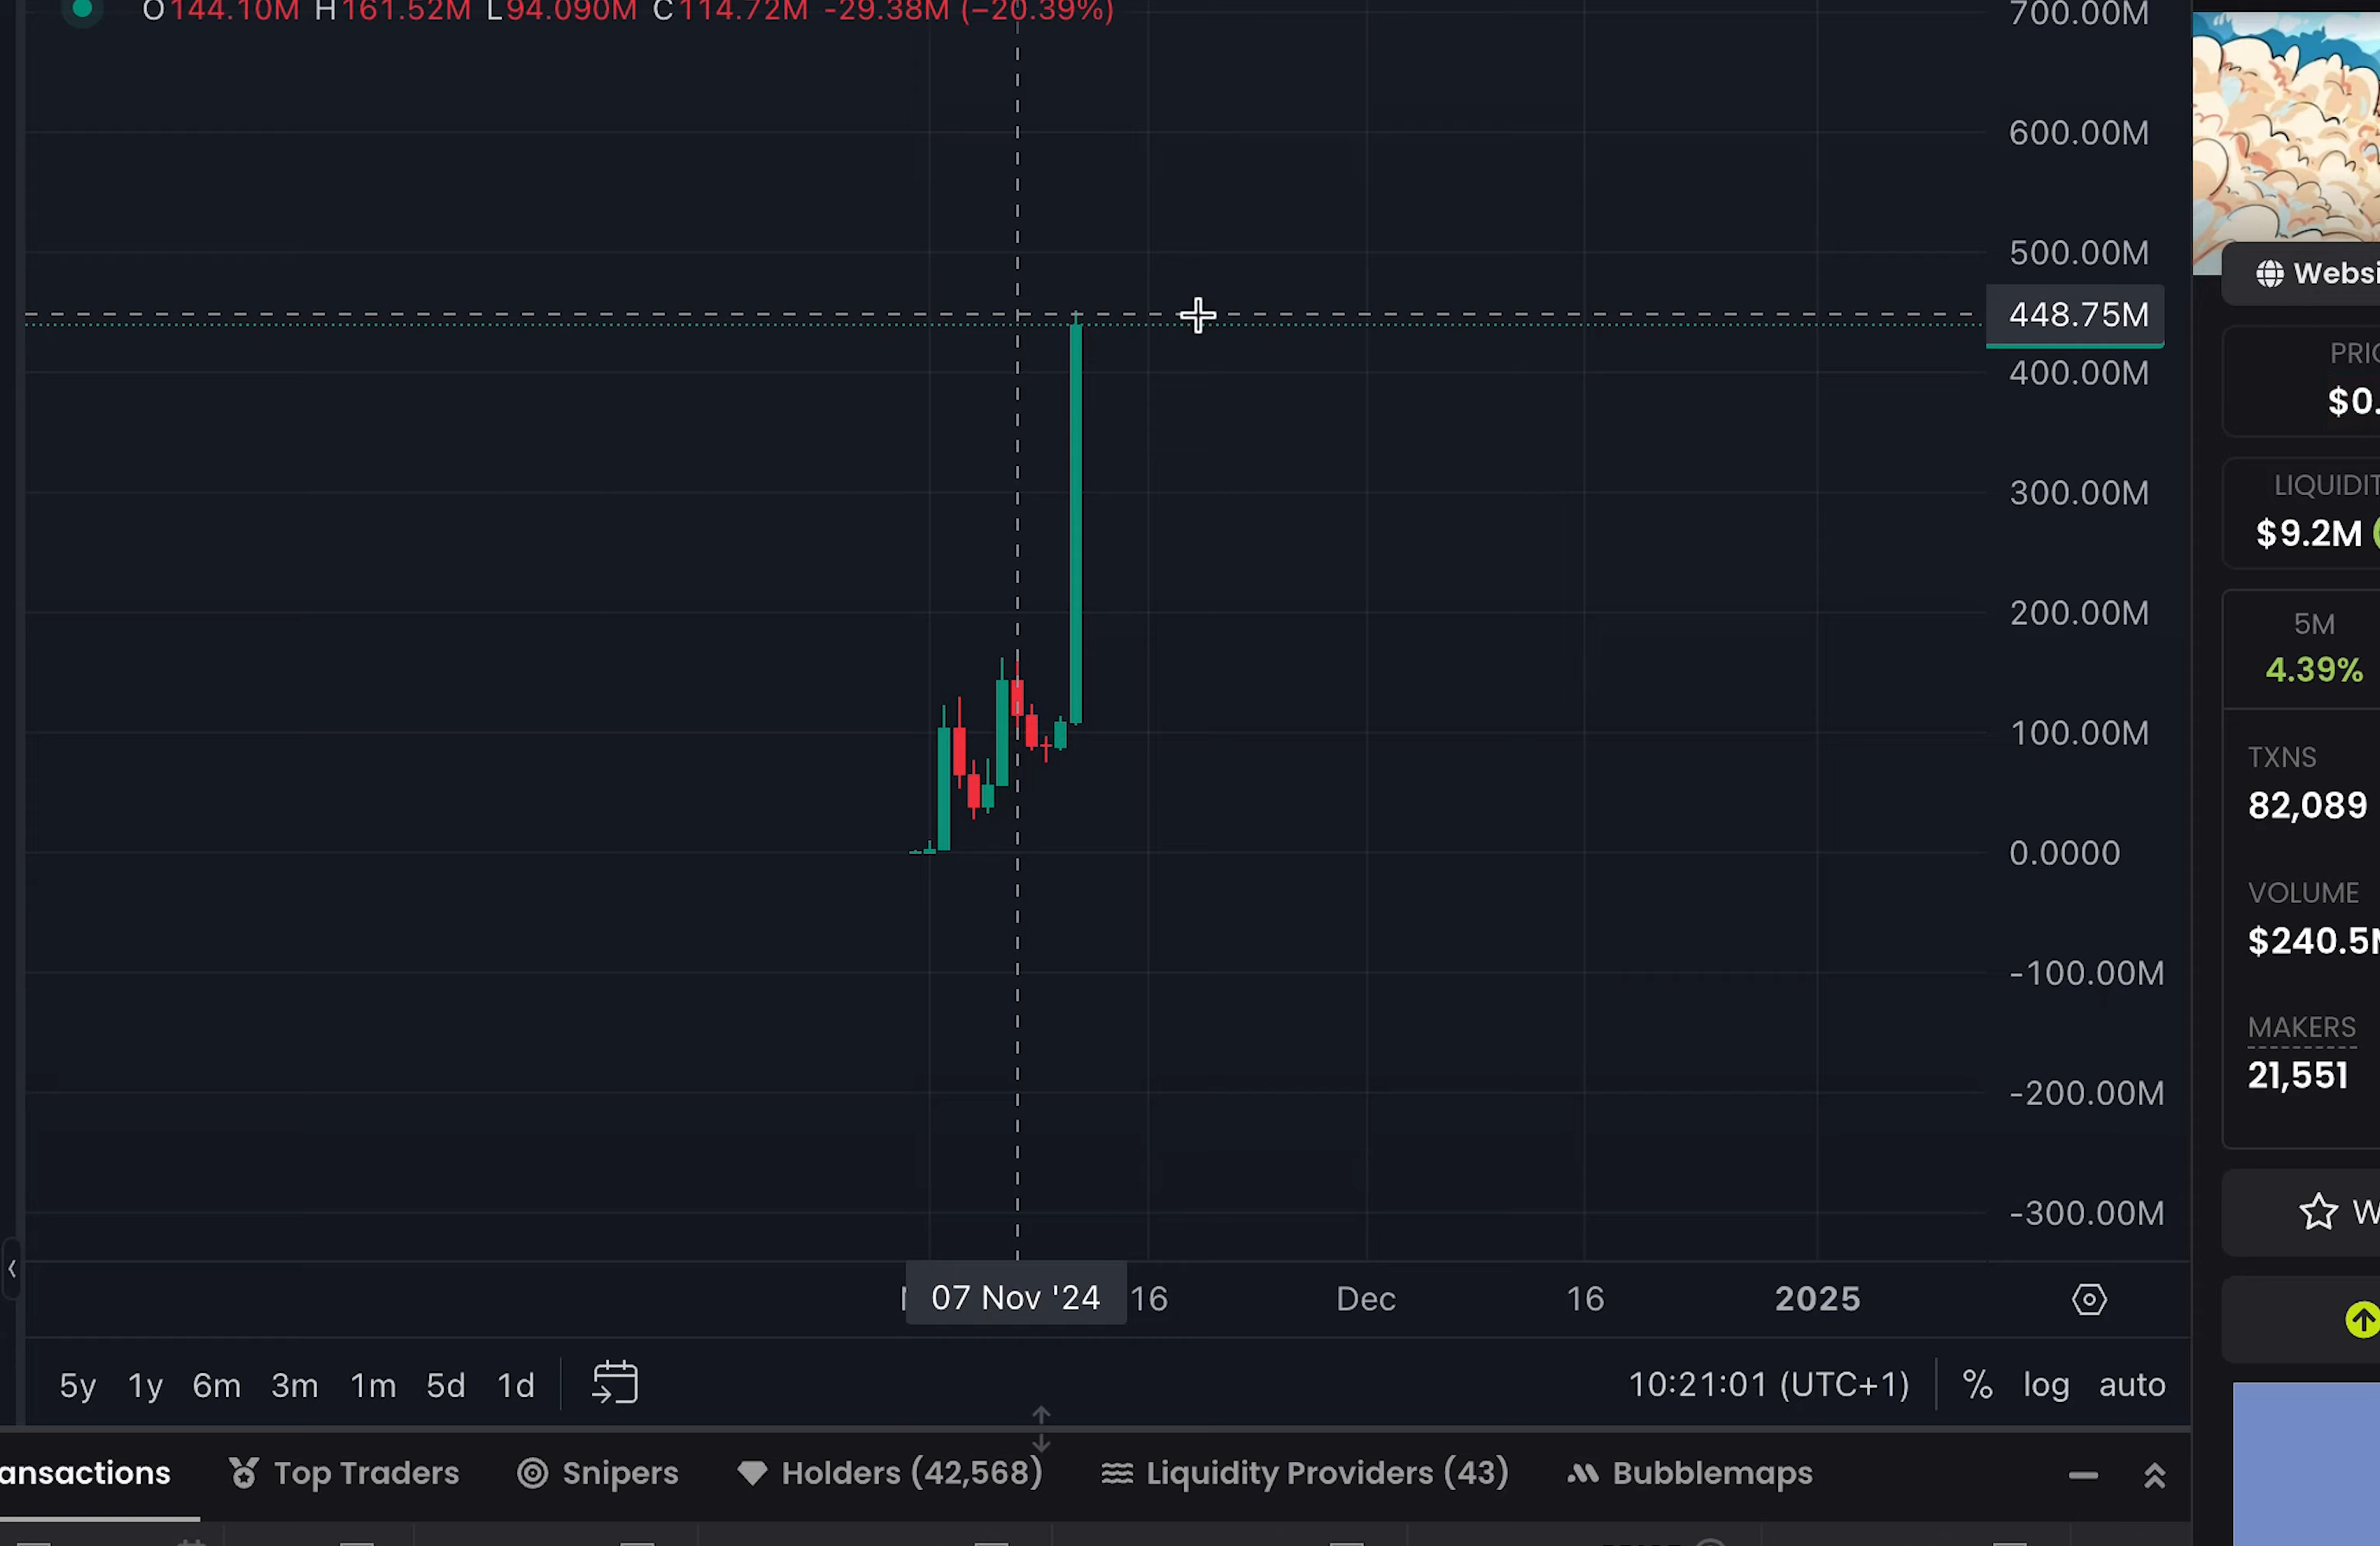 O144.10M H161.52M L94.090M C114.72M -29.38M (−20.39%)
700.00M
600.00M
500.00M
448.75M
400.00M
300.00M
200.00M
100.00M
0.0000
-100.00M
-200.00M
-300.00M
07 Nov '24 16 Dec 16 2025
5y 1y 6m 3m 1m 5d 1d
10:21:01 (UTC+1) % log auto
ansactions Top Traders Snipers Holders (42,568) Liquidity Providers (43) Bubblemaps
Websi
PRIC
$0.
LIQUIDIT
$9.2M
5M
4.39%
TXNS
82,089
VOLUME
$240.5M
MAKERS
21,551
W